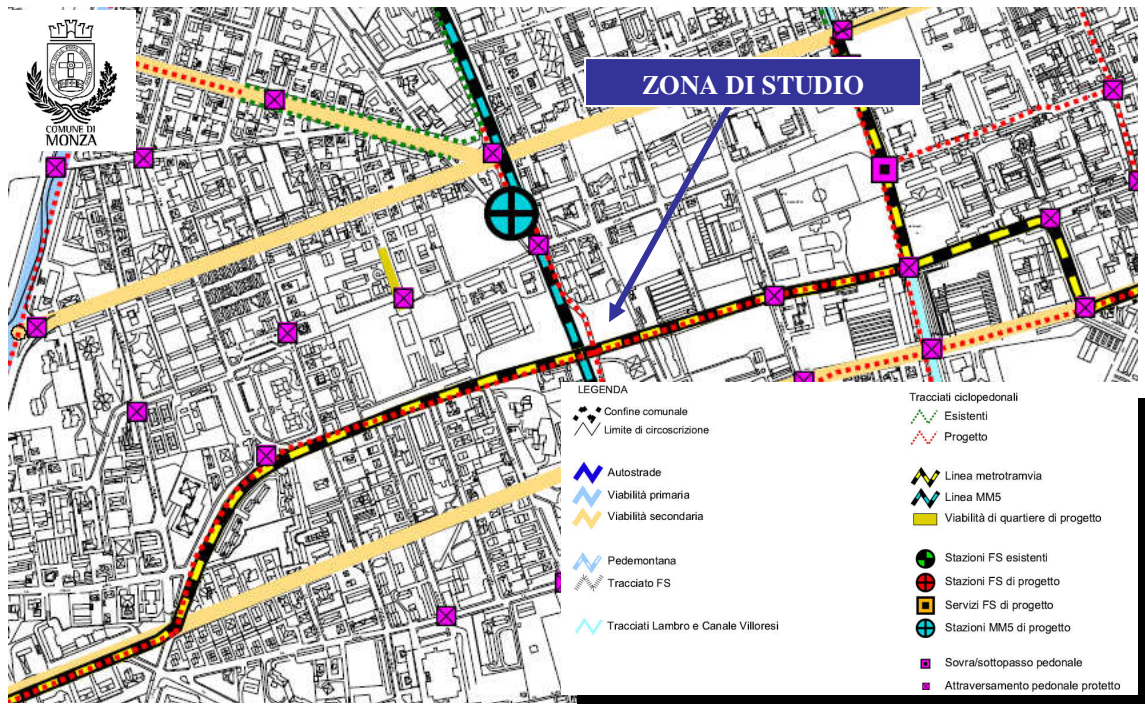 COMUNE DI
MONZA
ZONA DI STUDIO
LEGENDA
Confine comunale
Limite di circoscrizione
Autostrade
Viabilità primaria
Viabilità secondaria
Pedemontana
Tracciato FS
Tracciati Lambro e Canale Villoresi
Tracciati ciclopedonali
Esistenti
Progetto
Linea metrotramvia
Linea MM5
Viabilità di quartiere di progetto
Stazioni FS esistenti
Stazioni FS di progetto
Servizi FS di progetto
Stazioni MM5 di progetto
Sovra/sottopasso pedonale
Attraversamento pedonale protetto